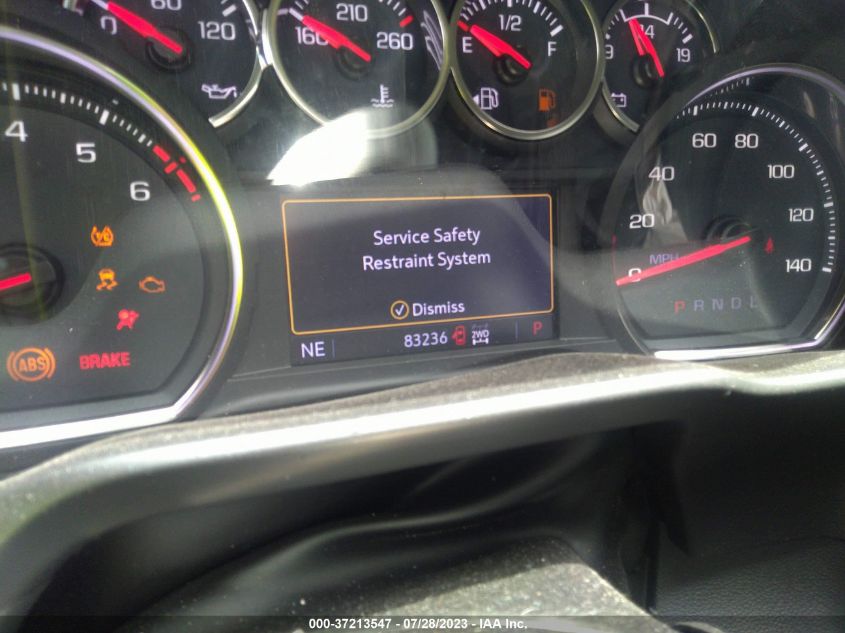 0 60 120
160 210 260
E 1/2 F
9 14 19
4 5 6
ABS
BRAKE
Service Safety
Restraint System
Dismiss
NE 83236 2WD P
0 20 40 60 80 100 120 140
MPH
P R N D L
000-37213547 - 07/28/2023 - IAA Inc.